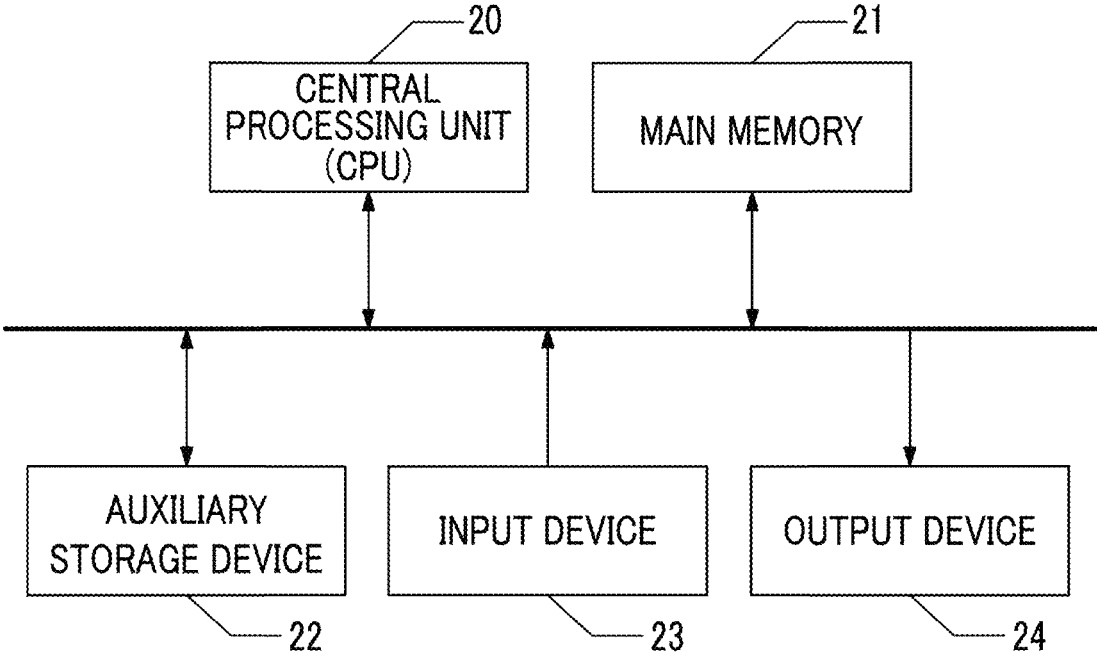 20
21
CENTRAL
PROCESSING UNIT
(CPU)
MAIN MEMORY
AUXILIARY
STORAGE DEVICE
INPUT DEVICE
OUTPUT DEVICE
22
23
24